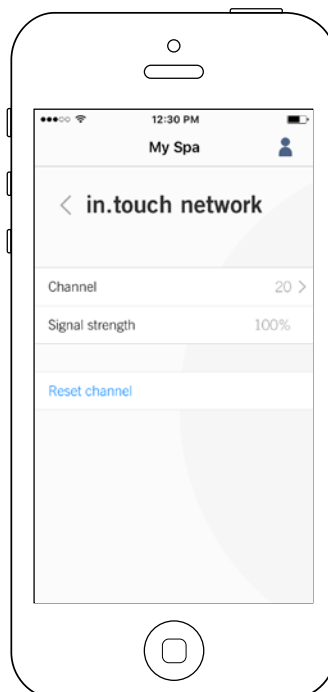 12:30 PM
My Spa
in.touch network
Channel 20
Signal strength 100%
Reset channel